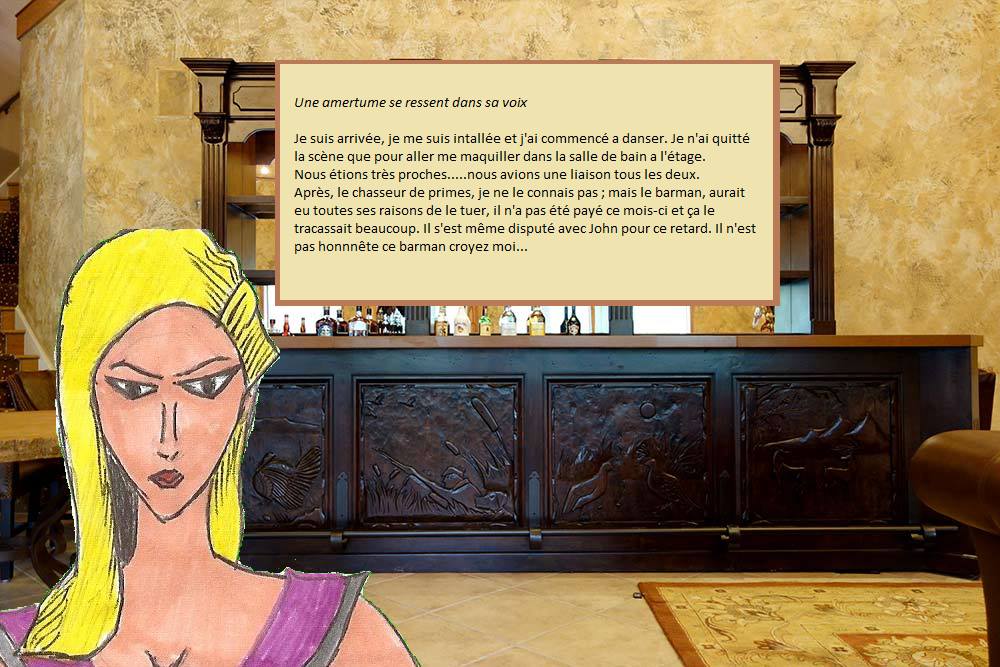 Une amertume se ressent dans sa voix
Je suis arrivée, je me suis intallée et j'ai commencé a danser. Je n'ai quitté
la scène que pour aller me maquiller dans la salle de bain a l'étage.
Nous étions très proches.....nous avions une liaison tous les deux.
Après, le chasseur de primes, je ne le connais pas ; mais le barman, aurait
eu toutes ses raisons de le tuer, il n'a pas été payé ce mois-ci et ça le
tracassait beaucoup. Il s'est même disputé avec John pour ce retard. Il n'est
pas honnnête ce barman croyez moi...